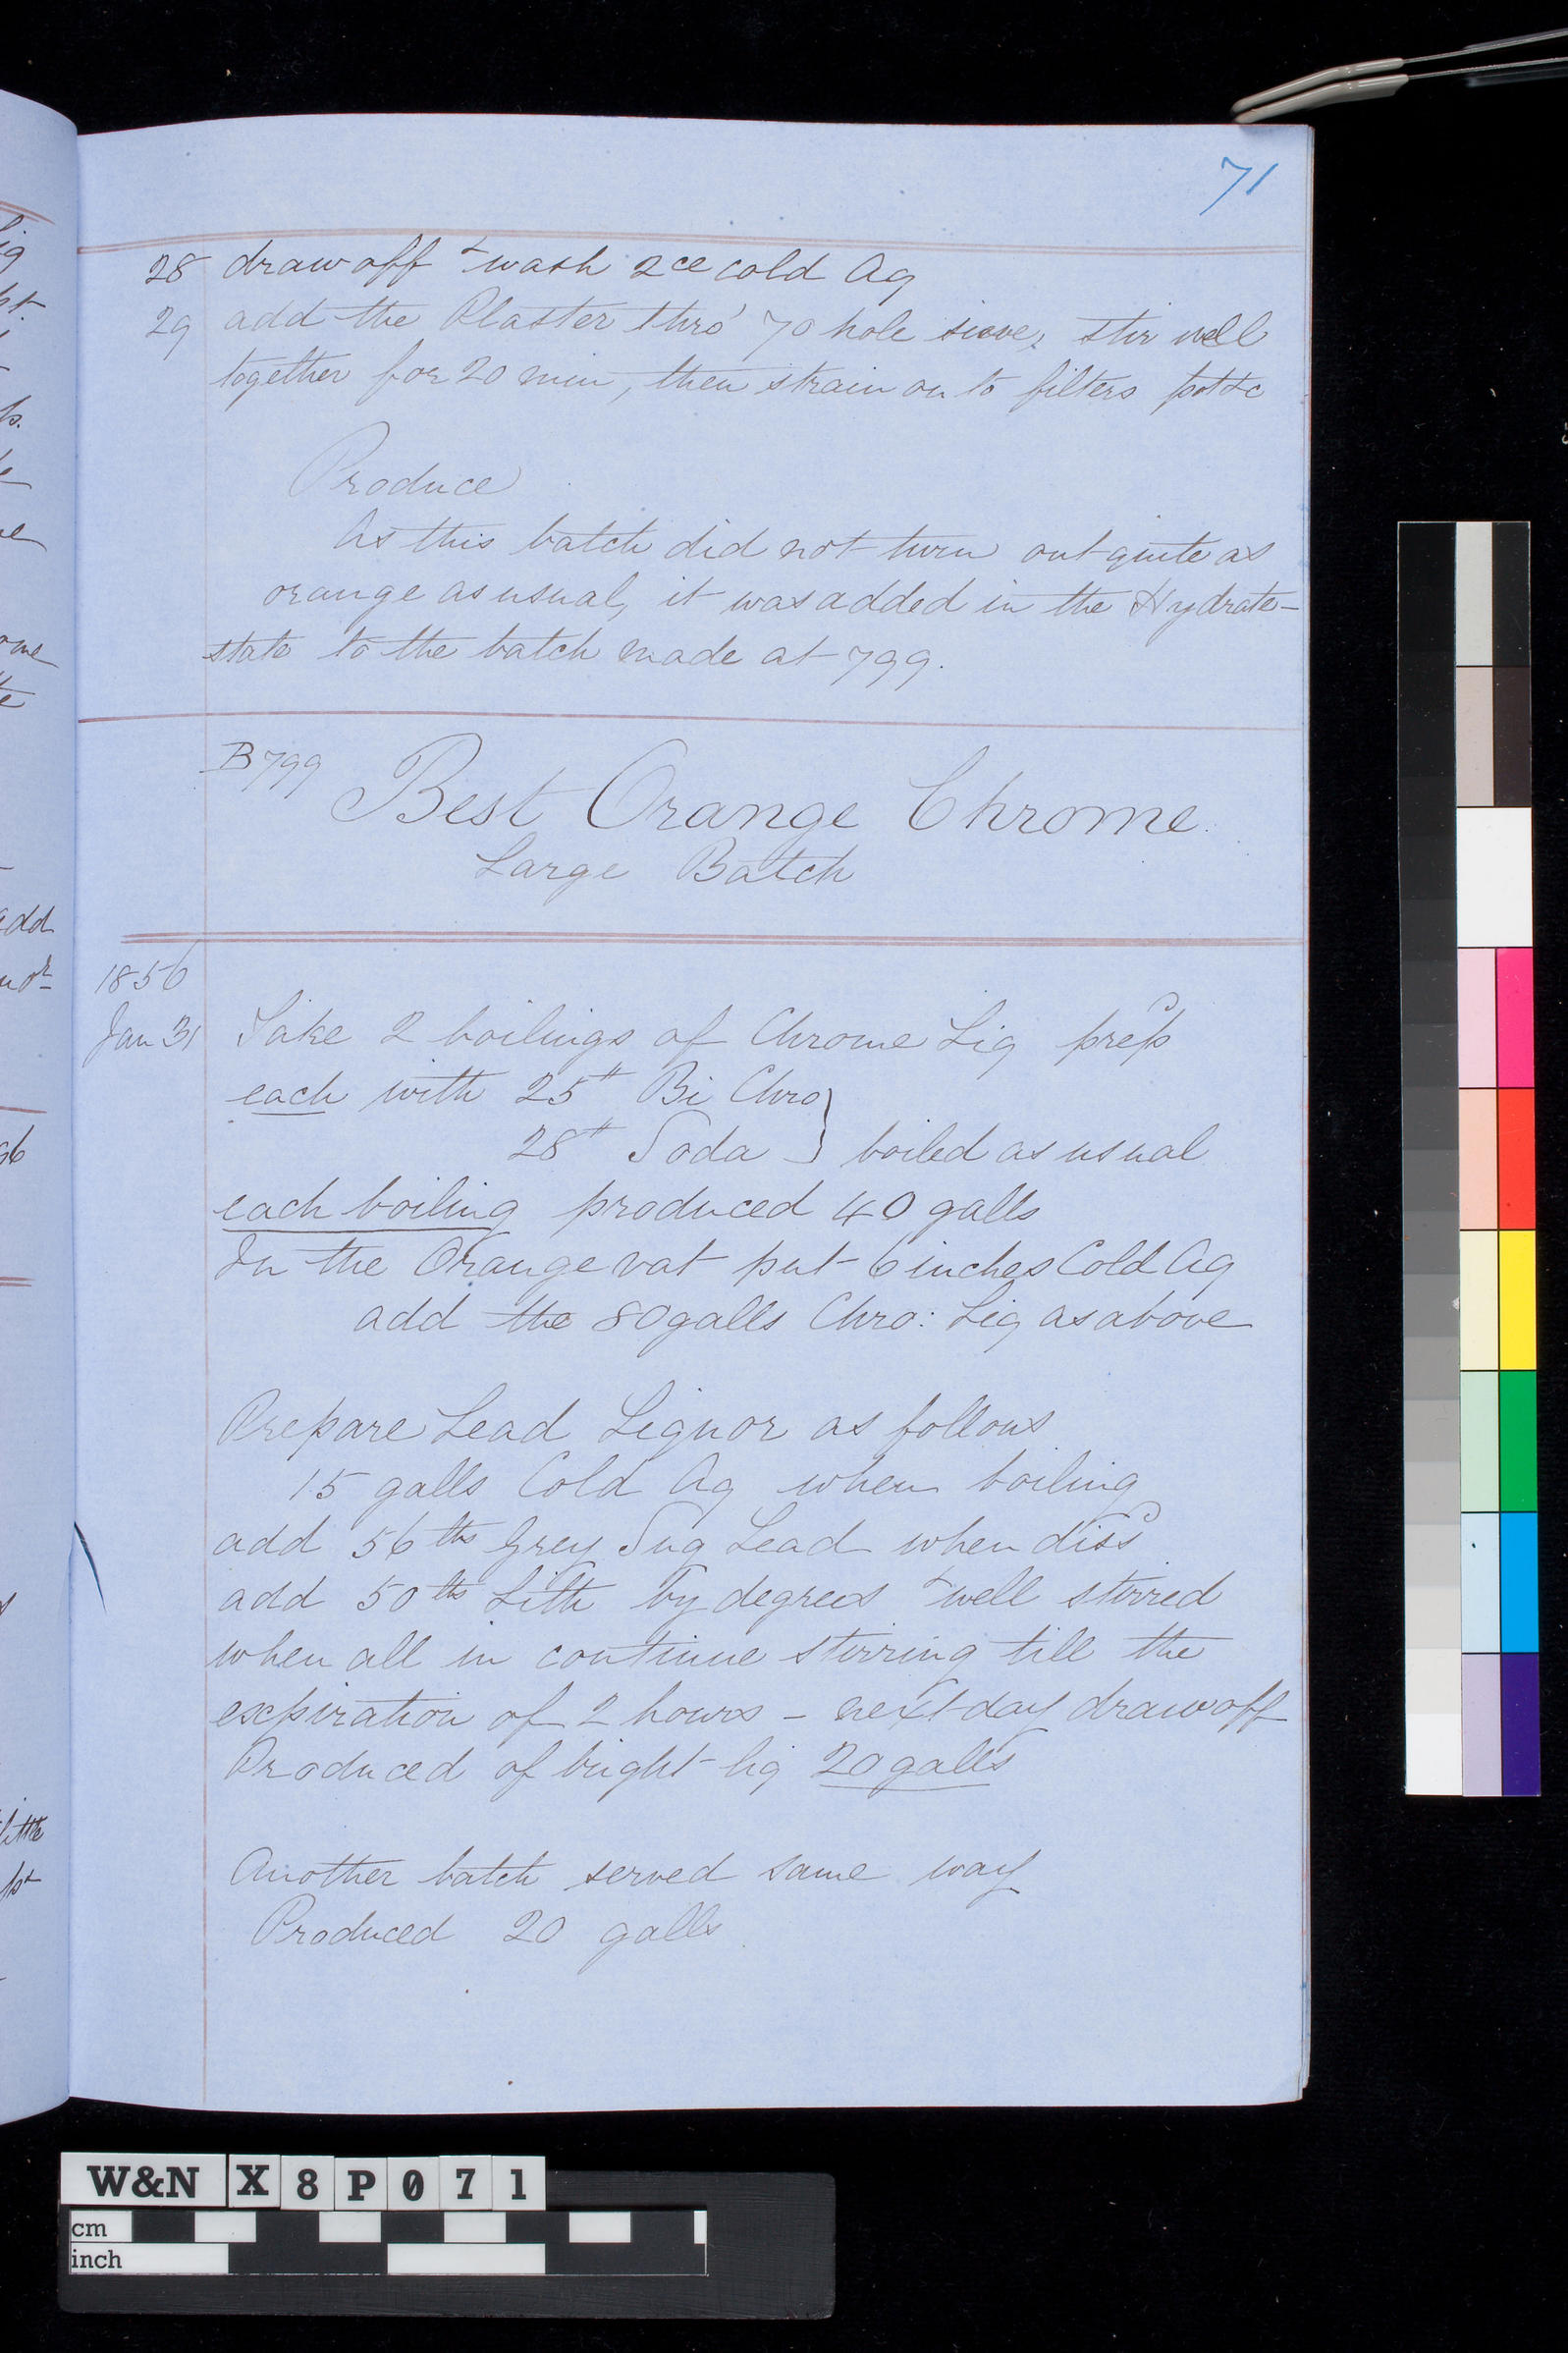 71
28 draw off & wash 2ce cold Aq
29 add the Plaster thro' 70 hole sieve, stir well
together for 20 min, then strain on to filters pot &c
Produce
As this batch did not turn out quite as
orange as usual, it was added in the Hydrate-
state to the batch made at 799.
B799
Best Orange Chrome.
Large Batch
1856
Jan 31 Take 2 boilings of Chrome Liq prepd
each with 25# Bi Chro }
28# Soda } boiled as usual
each boiling produced 40 galls
In the Orange vat put 6 inches Cold Aq
add the 80 galls Chro: Liq as above
Prepare Lead Liquor as follows
15 galls Cold Aq when boiling
add 56 lbs Grey Sug Lead when dissd
add 50 lbs Lith by degrees & well stirred
when all in continue stirring till the
expiration of 2 hours - next day draw off
Produced of bright liq 20 galls
Another batch served same way
Produced 20 galls
add
little
W&N X8P071
cm
inch